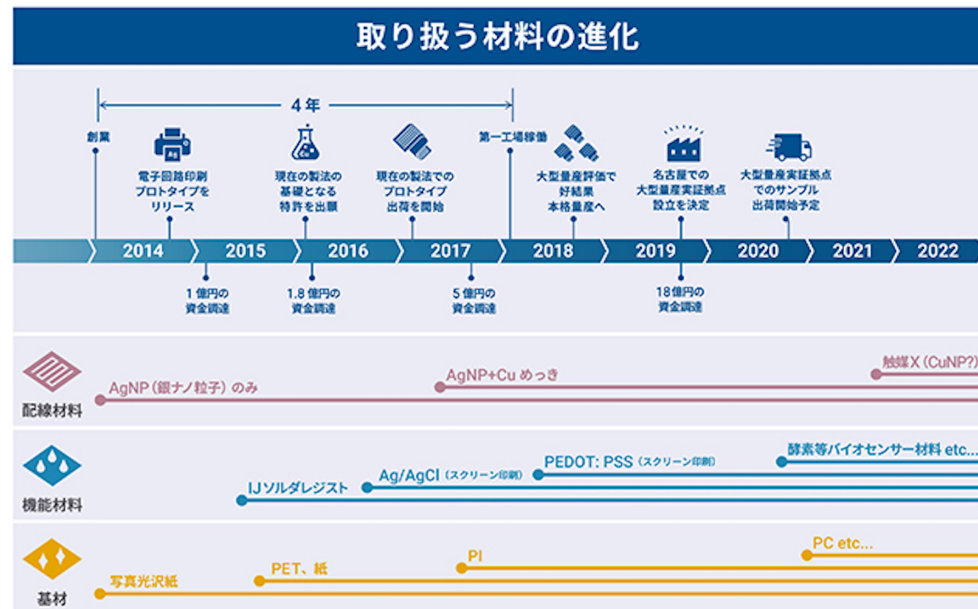 取り扱う材料の進化
4年
創業
電子回路印刷
プロトタイプを
リリース
Ag
現在の製法の
基礎となる
特許を出願
Cu
現在の製法での
プロトタイプ
出荷を開始
第一工場稼働
大型量産評価で
好結果
本格量産へ
名古屋での
大型量産実証拠点
設立を決定
大型量産実証拠点
でのサンプル
出荷開始予定
2014
2015
2016
2017
2018
2019
2020
2021
2022
1億円の
資金調達
1.8億円の
資金調達
5億円の
資金調達
18億円の
資金調達
配線材料
AgNP（銀ナノ粒子）のみ
AgNP+Cu めっき
触媒X（CuNP?）
機能材料
IJソルダレジスト
Ag/AgCl（スクリーン印刷）
PEDOT: PSS（スクリーン印刷）
酵素等バイオセンサー材料 etc...
基材
写真光沢紙
PET、紙
PI
PC etc...